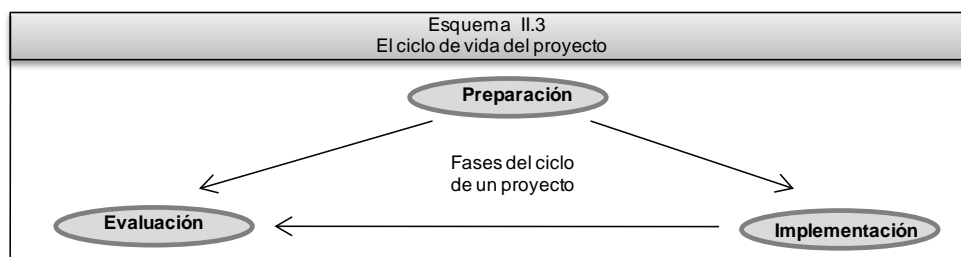 Esquema II.3
El ciclo de vida del proyecto
Preparación
Fases del ciclo
de un proyecto
Evaluación
Implementación